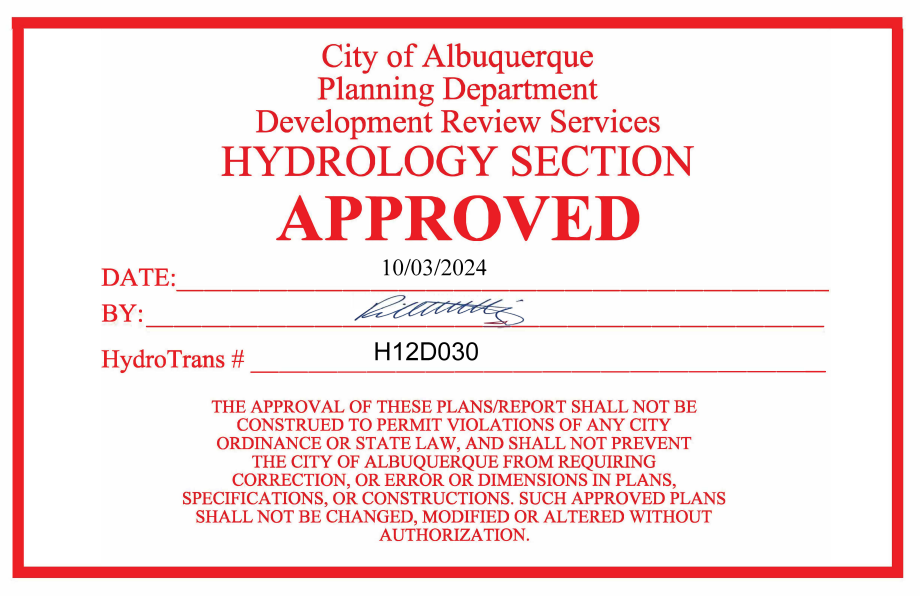 City of Albuquerque
Planning Department
Development Review Services
HYDROLOGY SECTION
APPROVED
DATE: 10/03/2024
BY:
HydroTrans # H12D030
THE APPROVAL OF THESE PLANS/REPORT SHALL NOT BE
CONSTRUED TO PERMIT VIOLATIONS OF ANY CITY
ORDINANCE OR STATE LAW, AND SHALL NOT PREVENT
THE CITY OF ALBUQUERQUE FROM REQUIRING
CORRECTION, OR ERROR OR DIMENSIONS IN PLANS,
SPECIFICATIONS, OR CONSTRUCTIONS. SUCH APPROVED PLANS
SHALL NOT BE CHANGED, MODIFIED OR ALTERED WITHOUT
AUTHORIZATION.